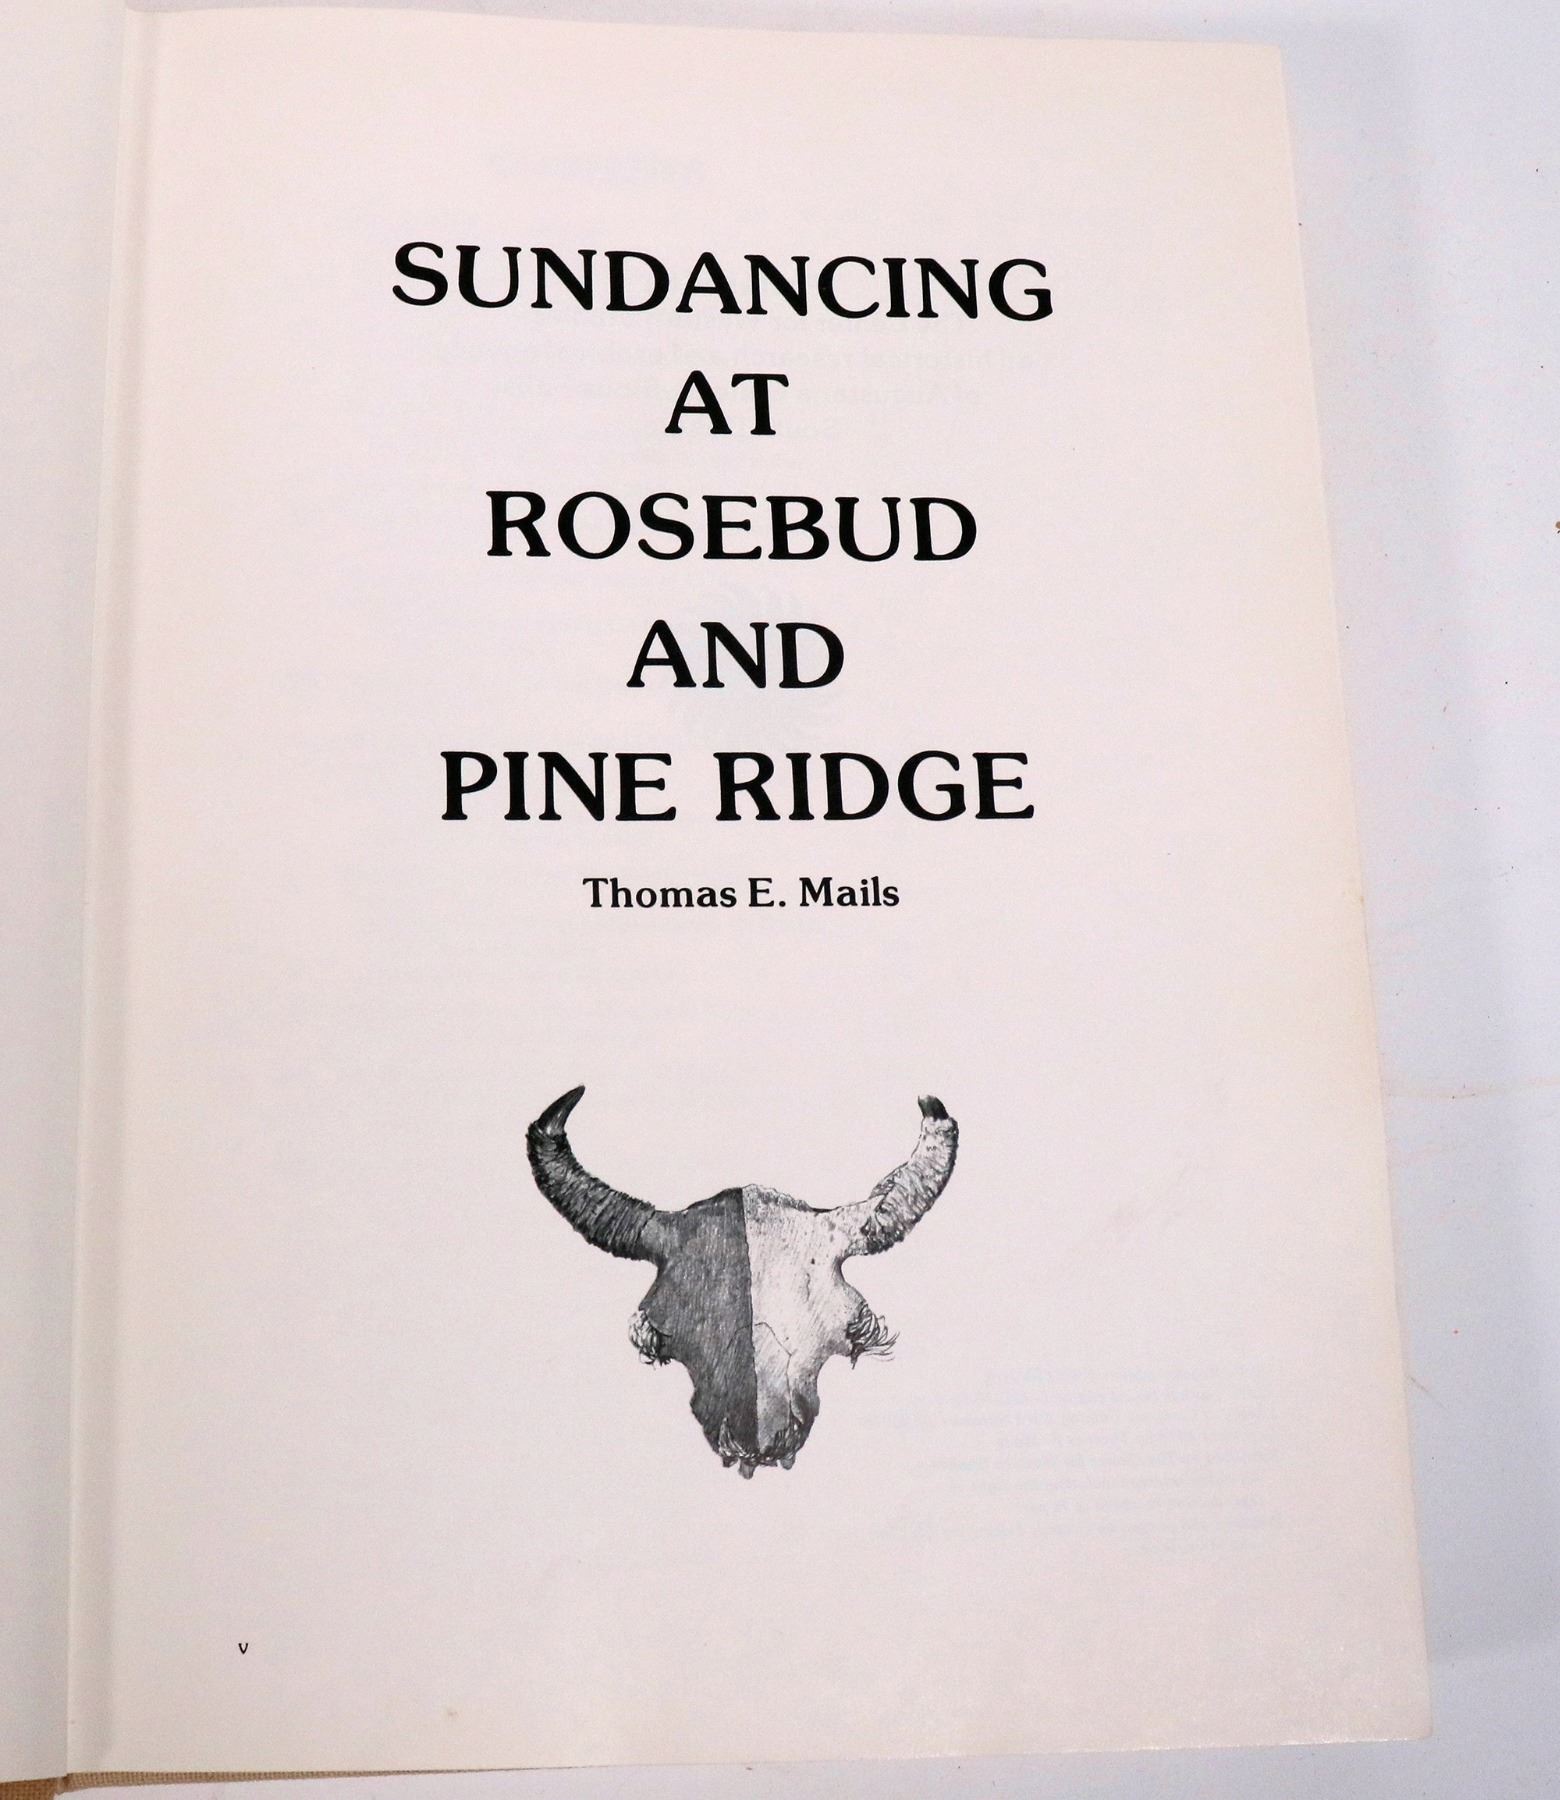 SUNDANCING
AT
ROSEBUD
AND
PINE RIDGE
Thomas E. Mails
v